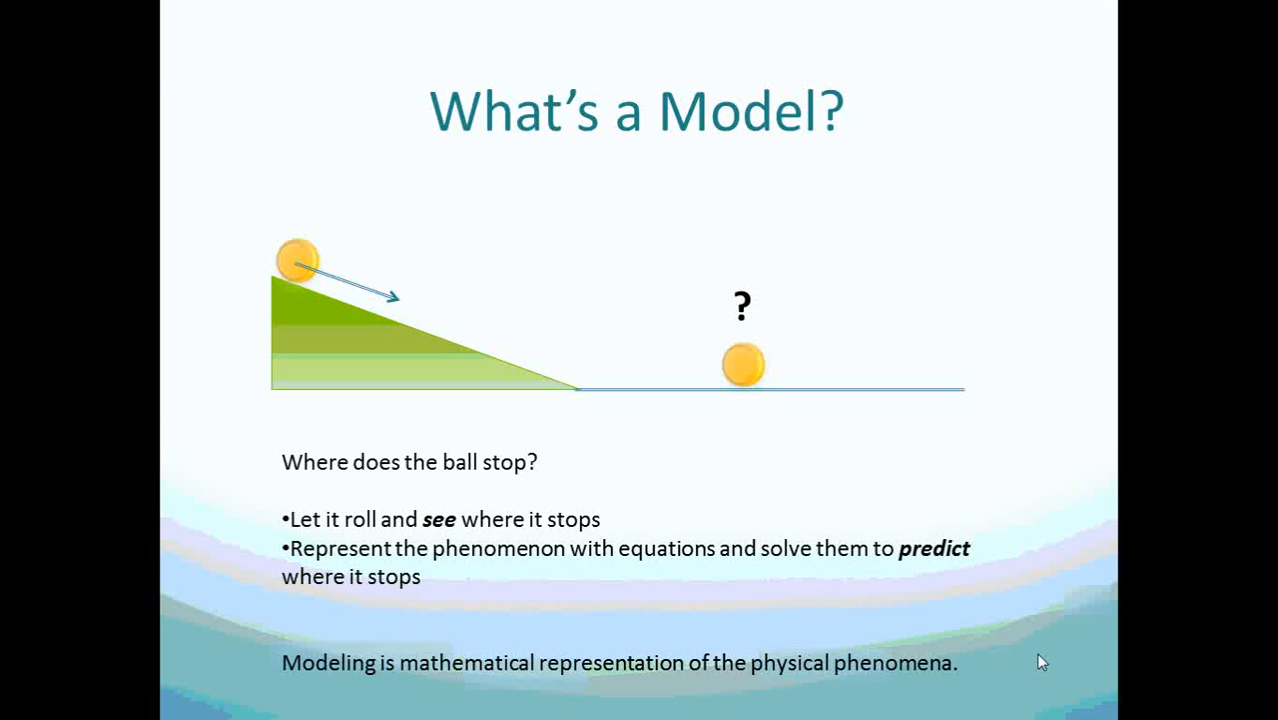 What's a Model?
?
Where does the ball stop?
•Let it roll and see where it stops
•Represent the phenomenon with equations and solve them to predict
where it stops
Modeling is mathematical representation of the physical phenomena.